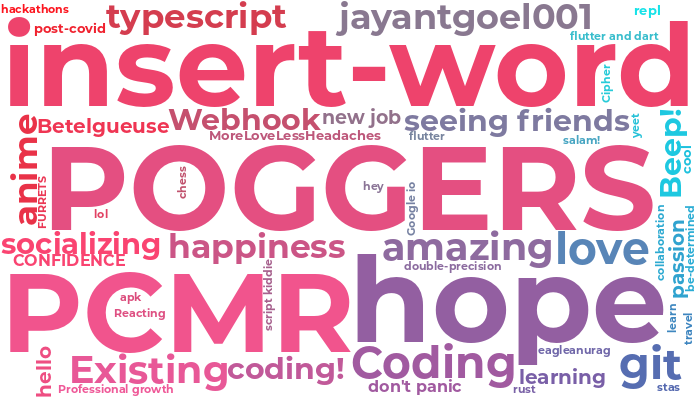 hackathons
typescript
jayantgoel001
repl
post-covid
flutter and dart
insert-word
Cipher
anime
Betelgueuse
Webhook
new job
seeing friends
yeet
Beep!
cool
MoreLoveLessHeadaches
flutter
salam!
FURRETS
POGGERS
chess
hey
lol
Google io
socializing
happiness
amazing
love
collaboration
passion
be-determined
CONFIDENCE
double-precision
PCMR
script kiddie
hope
apk
Reacting
learn
travel
hello
Existing
coding!
Coding
eagleanurag
git
learning
Professional growth
don't panic
rust
stas